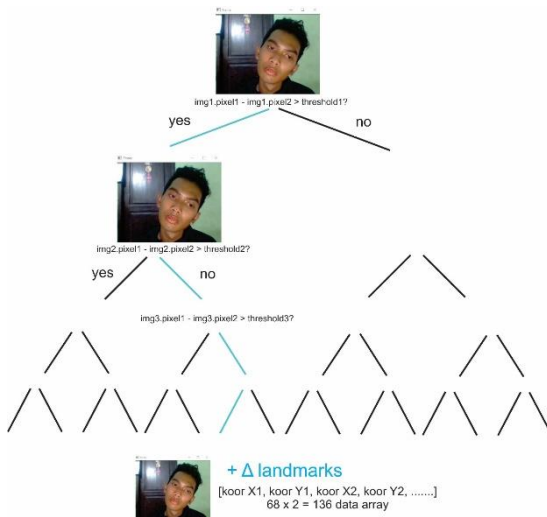 img1.pixel1 - img1.pixel2 > threshold1?
yes
no
img2.pixel1 - img2.pixel2 > threshold2?
yes
no
img3.pixel1 - img3.pixel2 > threshold3?
+ Δ landmarks
[koor X1, koor Y1, koor X2, koor Y2, .......]
68 x 2 = 136 data array